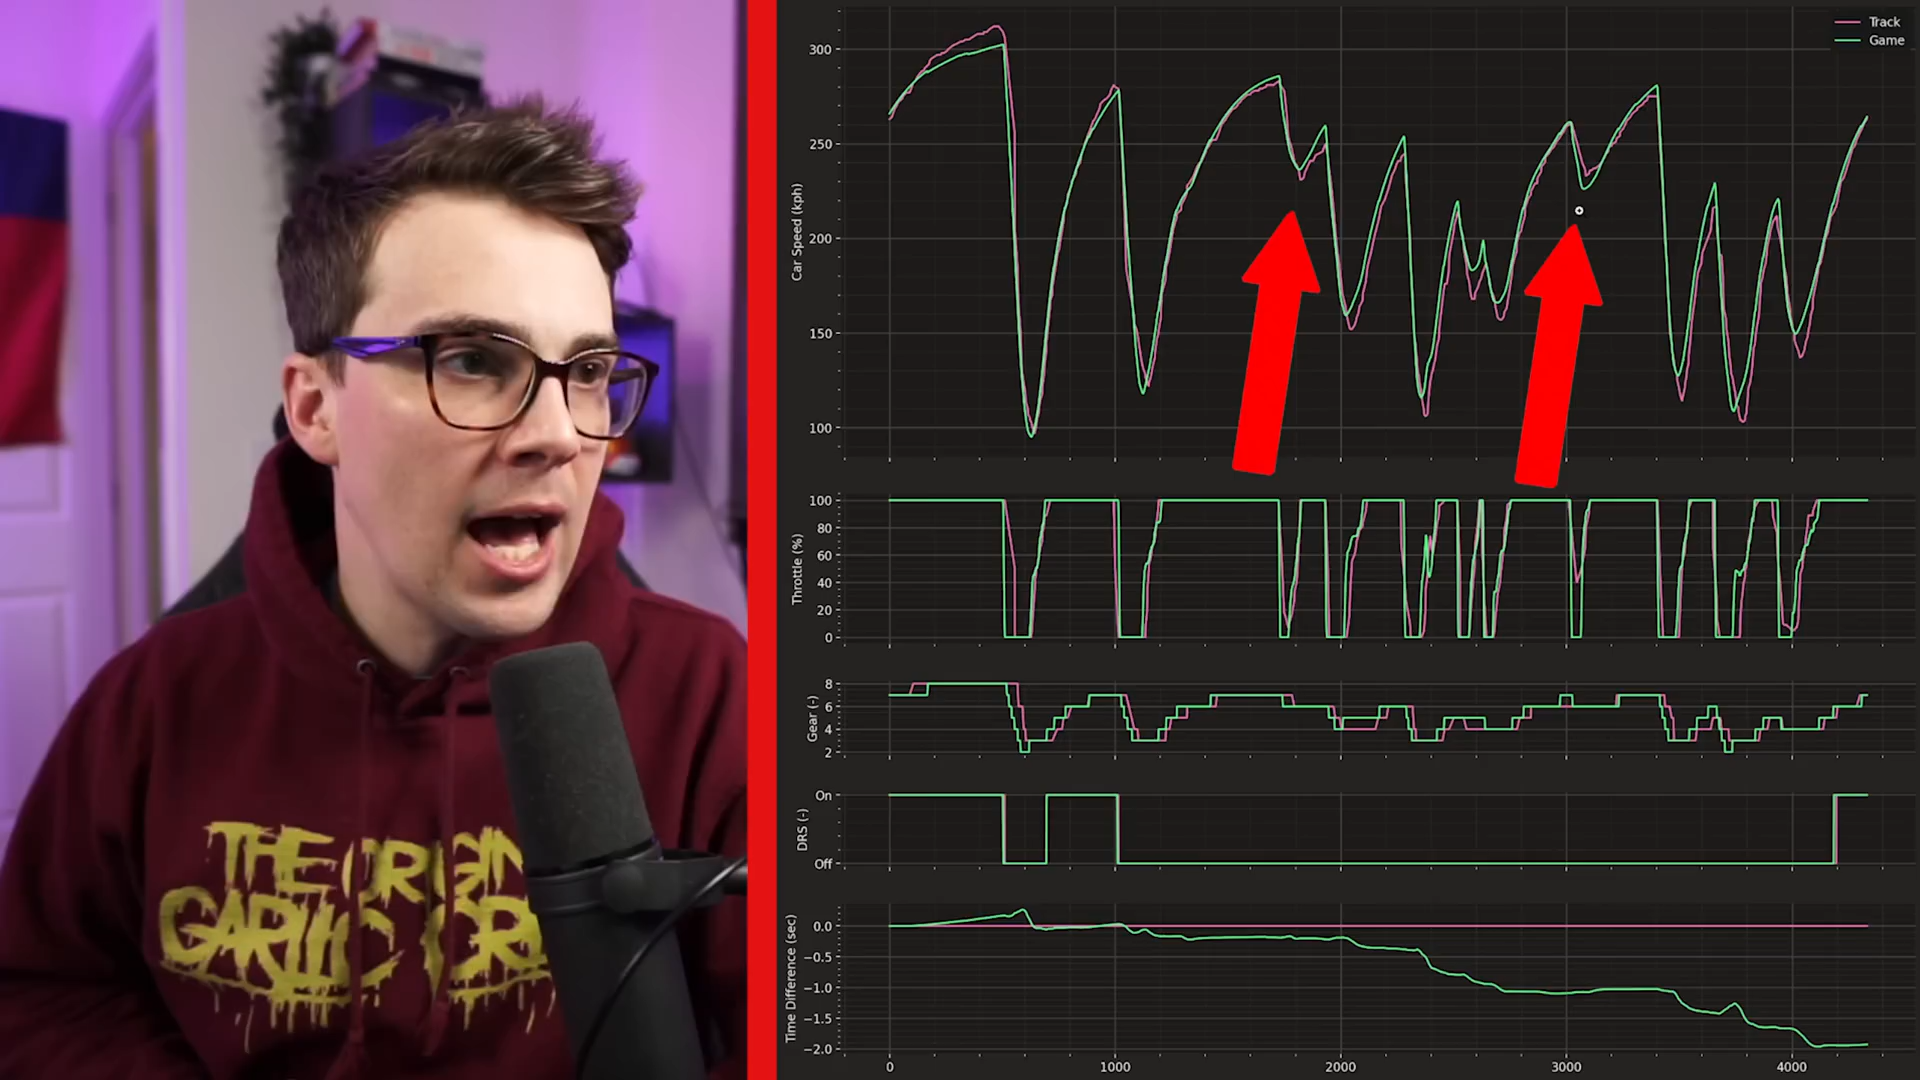 THE ORIGIN
GARLIC
Track
Game
Car Speed (kph)
300
250
200
150
100
Throttle (%)
100
80
60
40
20
0
Gear (-)
8
6
4
2
DRS (-)
On
Off
Time Difference (sec)
0.0
−0.5
−1.0
−1.5
−2.0
0 1000 2000 3000 4000